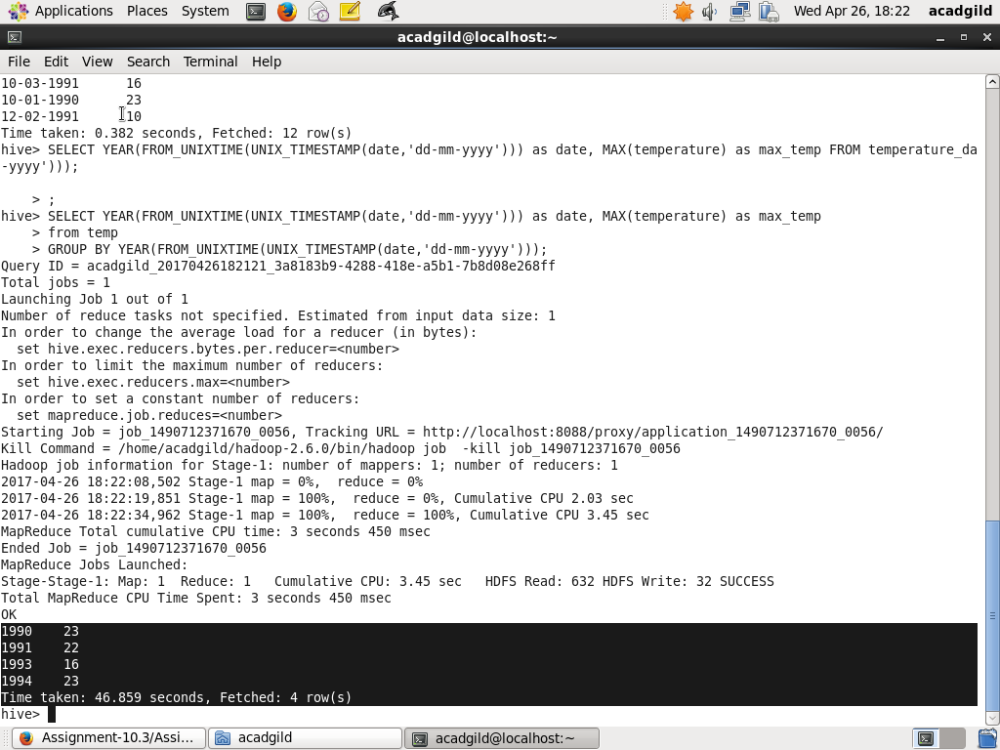 Applications Places System Wed Apr 26, 18:22 acadgild
acadgild@localhost:~
File Edit View Search Terminal Help
10-03-1991      16
10-01-1990      23
12-02-1991      10
Time taken: 0.382 seconds, Fetched: 12 row(s)
hive> SELECT YEAR(FROM_UNIXTIME(UNIX_TIMESTAMP(date,'dd-mm-yyyy'))) as date, MAX(temperature) as max_temp FROM temperature_da
-yyyy')));
    > ;
hive> SELECT YEAR(FROM_UNIXTIME(UNIX_TIMESTAMP(date,'dd-mm-yyyy'))) as date, MAX(temperature) as max_temp
    > from temp
    > GROUP BY YEAR(FROM_UNIXTIME(UNIX_TIMESTAMP(date,'dd-mm-yyyy')));
Query ID = acadgild_20170426182121_3a8183b9-4288-418e-a5b1-7b8d08e268ff
Total jobs = 1
Launching Job 1 out of 1
Number of reduce tasks not specified. Estimated from input data size: 1
In order to change the average load for a reducer (in bytes):
  set hive.exec.reducers.bytes.per.reducer=<number>
In order to limit the maximum number of reducers:
  set hive.exec.reducers.max=<number>
In order to set a constant number of reducers:
  set mapreduce.job.reduces=<number>
Starting Job = job_1490712371670_0056, Tracking URL = http://localhost:8088/proxy/application_1490712371670_0056/
Kill Command = /home/acadgild/hadoop-2.6.0/bin/hadoop job  -kill job_1490712371670_0056
Hadoop job information for Stage-1: number of mappers: 1; number of reducers: 1
2017-04-26 18:22:08,502 Stage-1 map = 0%,  reduce = 0%
2017-04-26 18:22:19,851 Stage-1 map = 100%,  reduce = 0%, Cumulative CPU 2.03 sec
2017-04-26 18:22:34,962 Stage-1 map = 100%,  reduce = 100%, Cumulative CPU 3.45 sec
MapReduce Total cumulative CPU time: 3 seconds 450 msec
Ended Job = job_1490712371670_0056
MapReduce Jobs Launched:
Stage-Stage-1: Map: 1  Reduce: 1   Cumulative CPU: 3.45 sec   HDFS Read: 632 HDFS Write: 32 SUCCESS
Total MapReduce CPU Time Spent: 3 seconds 450 msec
OK
1990    23
1991    22
1993    16
1994    23
Time taken: 46.859 seconds, Fetched: 4 row(s)
hive>
Assignment-10.3/Assi... acadgild acadgild@localhost:~